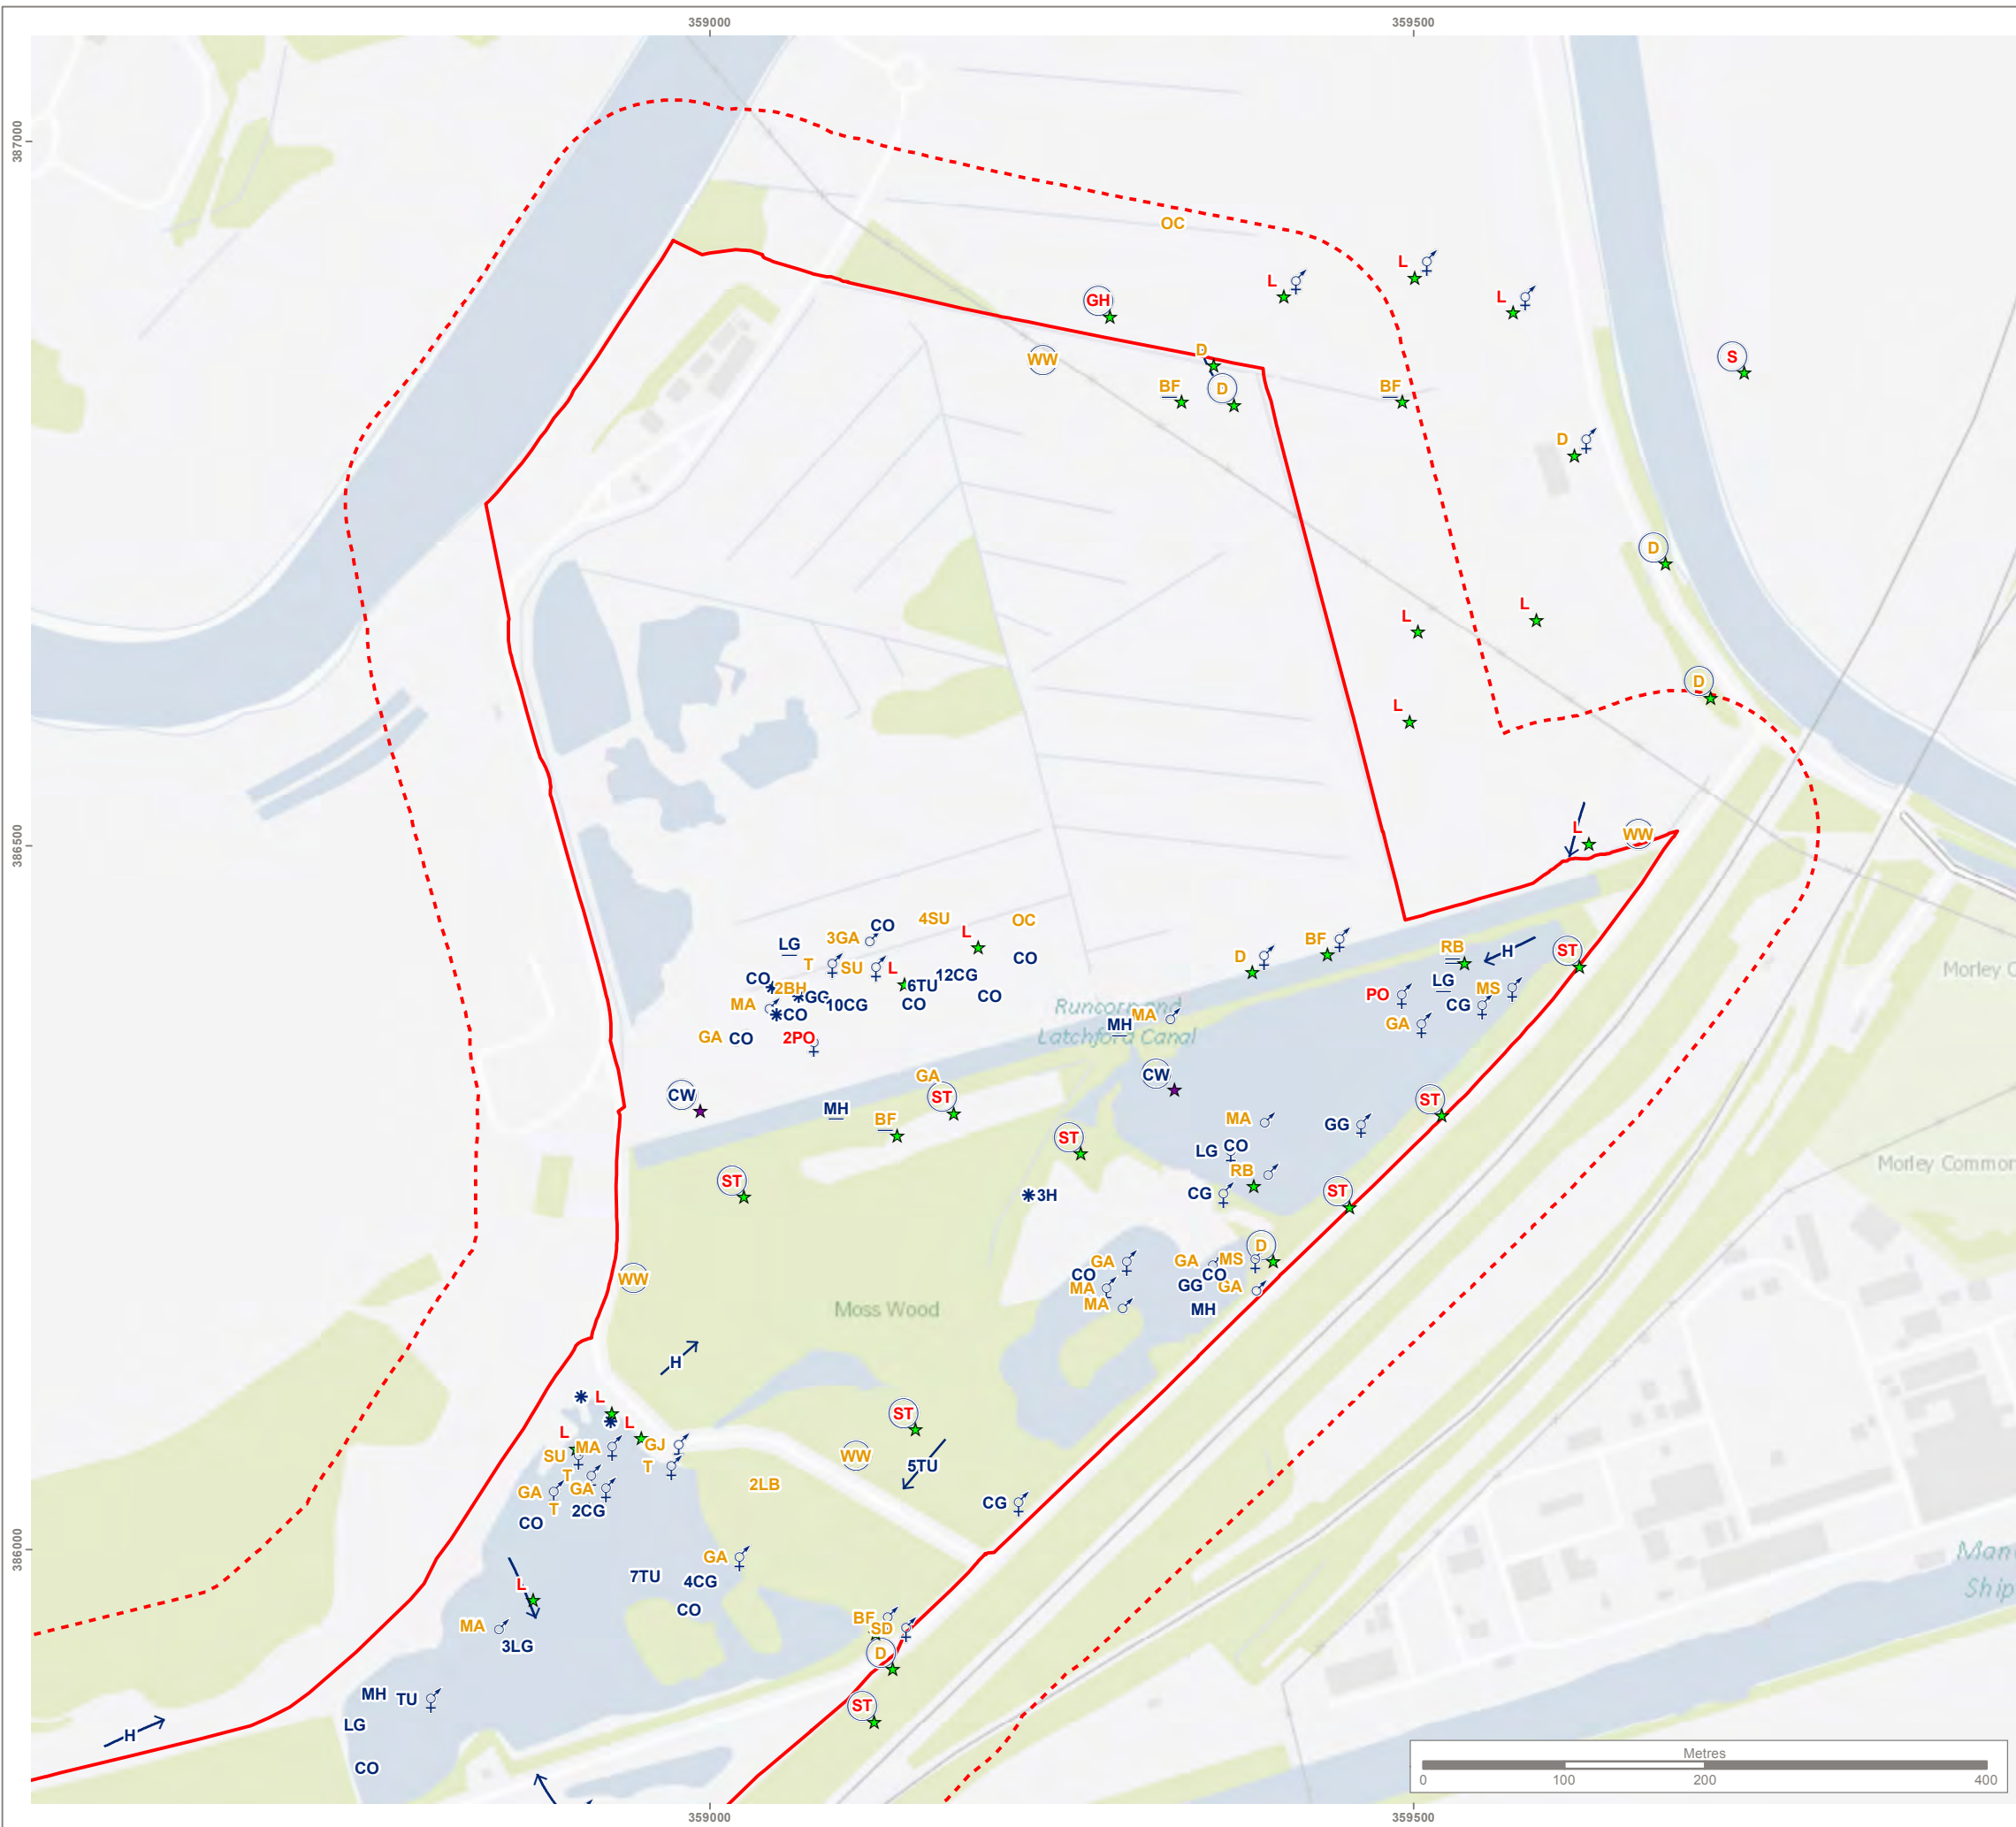 359000 359500
387000
OC
L
L
GH
L
WW
D
S
BF
D
BF
D
D
L
L
D
L
386500
L
WW
4SU
OC
CO
3GA
L
LG
BF
RB
H
ST
T
SU
L
CO
D
CO
2BH
6TU
12CG
LG
MS
MA
GG
10CG
CO
CO
PO
CG
CO
Runcorn and
MH
MA
GA
Latchford Canal
GA
CO
2PO
Morley C
CW
GA
CW
ST
ST
MH
BF
MA
GG
ST
LG
CO
Morley Common
ST
RB
CG
ST
3H
D
WW
GA
GA
MS
CO
CO
MA
GG
GA
MA
MH
Moss Wood
H
L
ST
L
L
MA
GJ
SU
WW
T
T
5TU
2LB
GA
GA
T
2CG
CG
CO
386000
GA
Man
7TU
4CG
Ship
L
CO
BF
MA
SD
3LG
D
MH
TU
ST
LG
H
CO
Metres
0 100 200 400
359000 359500